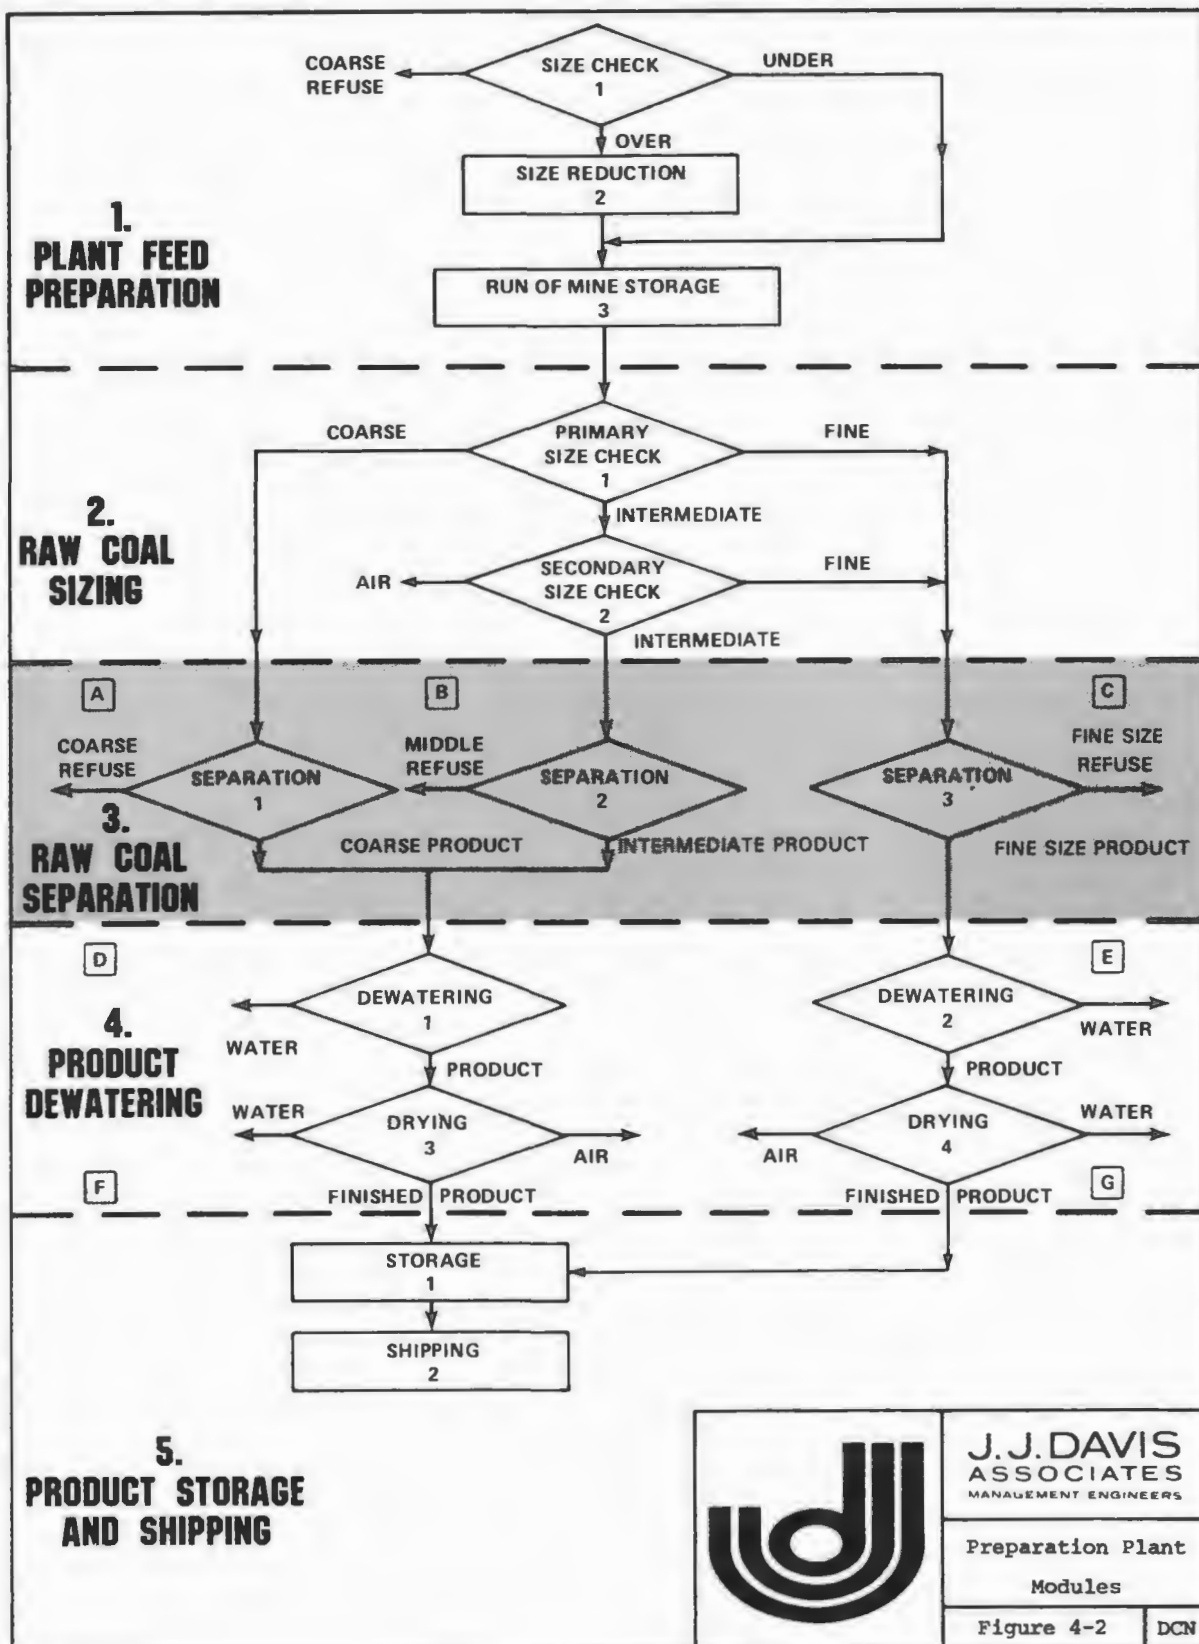 SIZE CHECK
1
COARSE
REFUSE
UNDER
OVER
SIZE REDUCTION
2
1.
PLANT FEED
PREPARATION
RUN OF MINE STORAGE
3
COARSE
PRIMARY
SIZE CHECK
1
FINE
INTERMEDIATE
2.
RAW COAL
SIZING
AIR
SECONDARY
SIZE CHECK
2
FINE
INTERMEDIATE
A
B
C
COARSE
REFUSE
SEPARATION
1
MIDDLE
REFUSE
SEPARATION
2
SEPARATION
3
FINE SIZE
REFUSE
3.
RAW COAL
SEPARATION
COARSE PRODUCT
INTERMEDIATE PRODUCT
FINE SIZE PRODUCT
D
E
DEWATERING
1
WATER
DEWATERING
2
WATER
4.
PRODUCT
DEWATERING
PRODUCT
PRODUCT
WATER
DRYING
3
AIR
AIR
DRYING
4
WATER
F
FINISHED PRODUCT
FINISHED PRODUCT
G
STORAGE
1
SHIPPING
2
5.
PRODUCT STORAGE
AND SHIPPING
J.J. DAVIS
ASSOCIATES
MANAGEMENT ENGINEERS
Preparation Plant
Modules
Figure 4-2
DCN